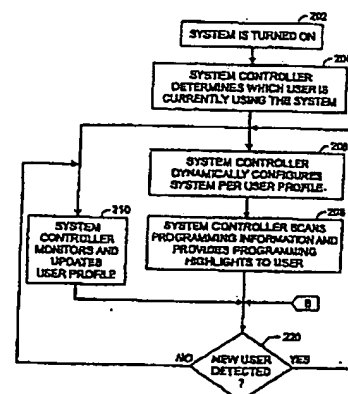 202
SYSTEM IS TURNED ON
SYSTEM CONTROLLER
DETERMINES WHICH USER IS
CURRENTLY USING THE SYSTEM
SYSTEM CONTROLLER
DYNAMICALLY CONFIGURES
SYSTEM PER USER PROFILE.
210
SYSTEM
CONTROLLER
MONITORS AND
UPDATES
USER PROFILE
208
SYSTEM CONTROLLER SCANS
PROGRAMMING INFORMATION AND
PROVIDES PROGRAMMING
HIGHLIGHTS TO USER
B
220
NO
NEW USER
DETECTED
?
YES